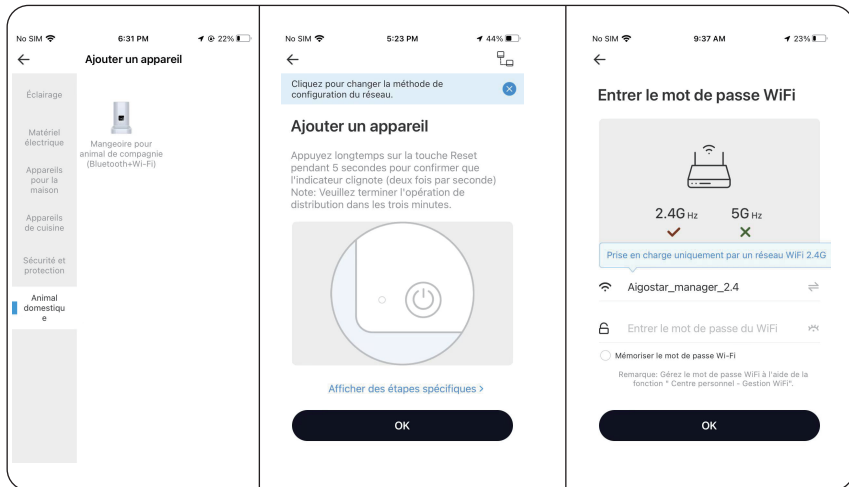 No SIM 6:31 PM 22%
Ajouter un appareil
Éclairage
Matériel
électrique
Appareils
pour la
maison
Appareils
de cuisine
Sécurité et
protection
Animal
domestiqu
e
Mangeoire pour
animal de compagnie
(Bluetooth+Wi-Fi)
No SIM 5:23 PM 44%
Cliquez pour changer la méthode de
configuration du réseau.
Ajouter un appareil
Appuyez longtemps sur la touche Reset
pendant 5 secondes pour confirmer que
l'indicateur clignote (deux fois par seconde)
Note: Veuillez terminer l'opération de
distribution dans les trois minutes.
Afficher des étapes spécifiques >
OK
No SIM 9:37 AM 23%
Entrer le mot de passe WiFi
2.4G Hz 5G Hz
Prise en charge uniquement par un réseau WiFi 2.4G
Aigostar_manager_2.4
Entrer le mot de passe du WiFi
Mémoriser le mot de passe Wi-Fi
Remarque: Gérez le mot de passe WiFi à l'aide de la
fonction " Centre personnel - Gestion WiFi".
OK